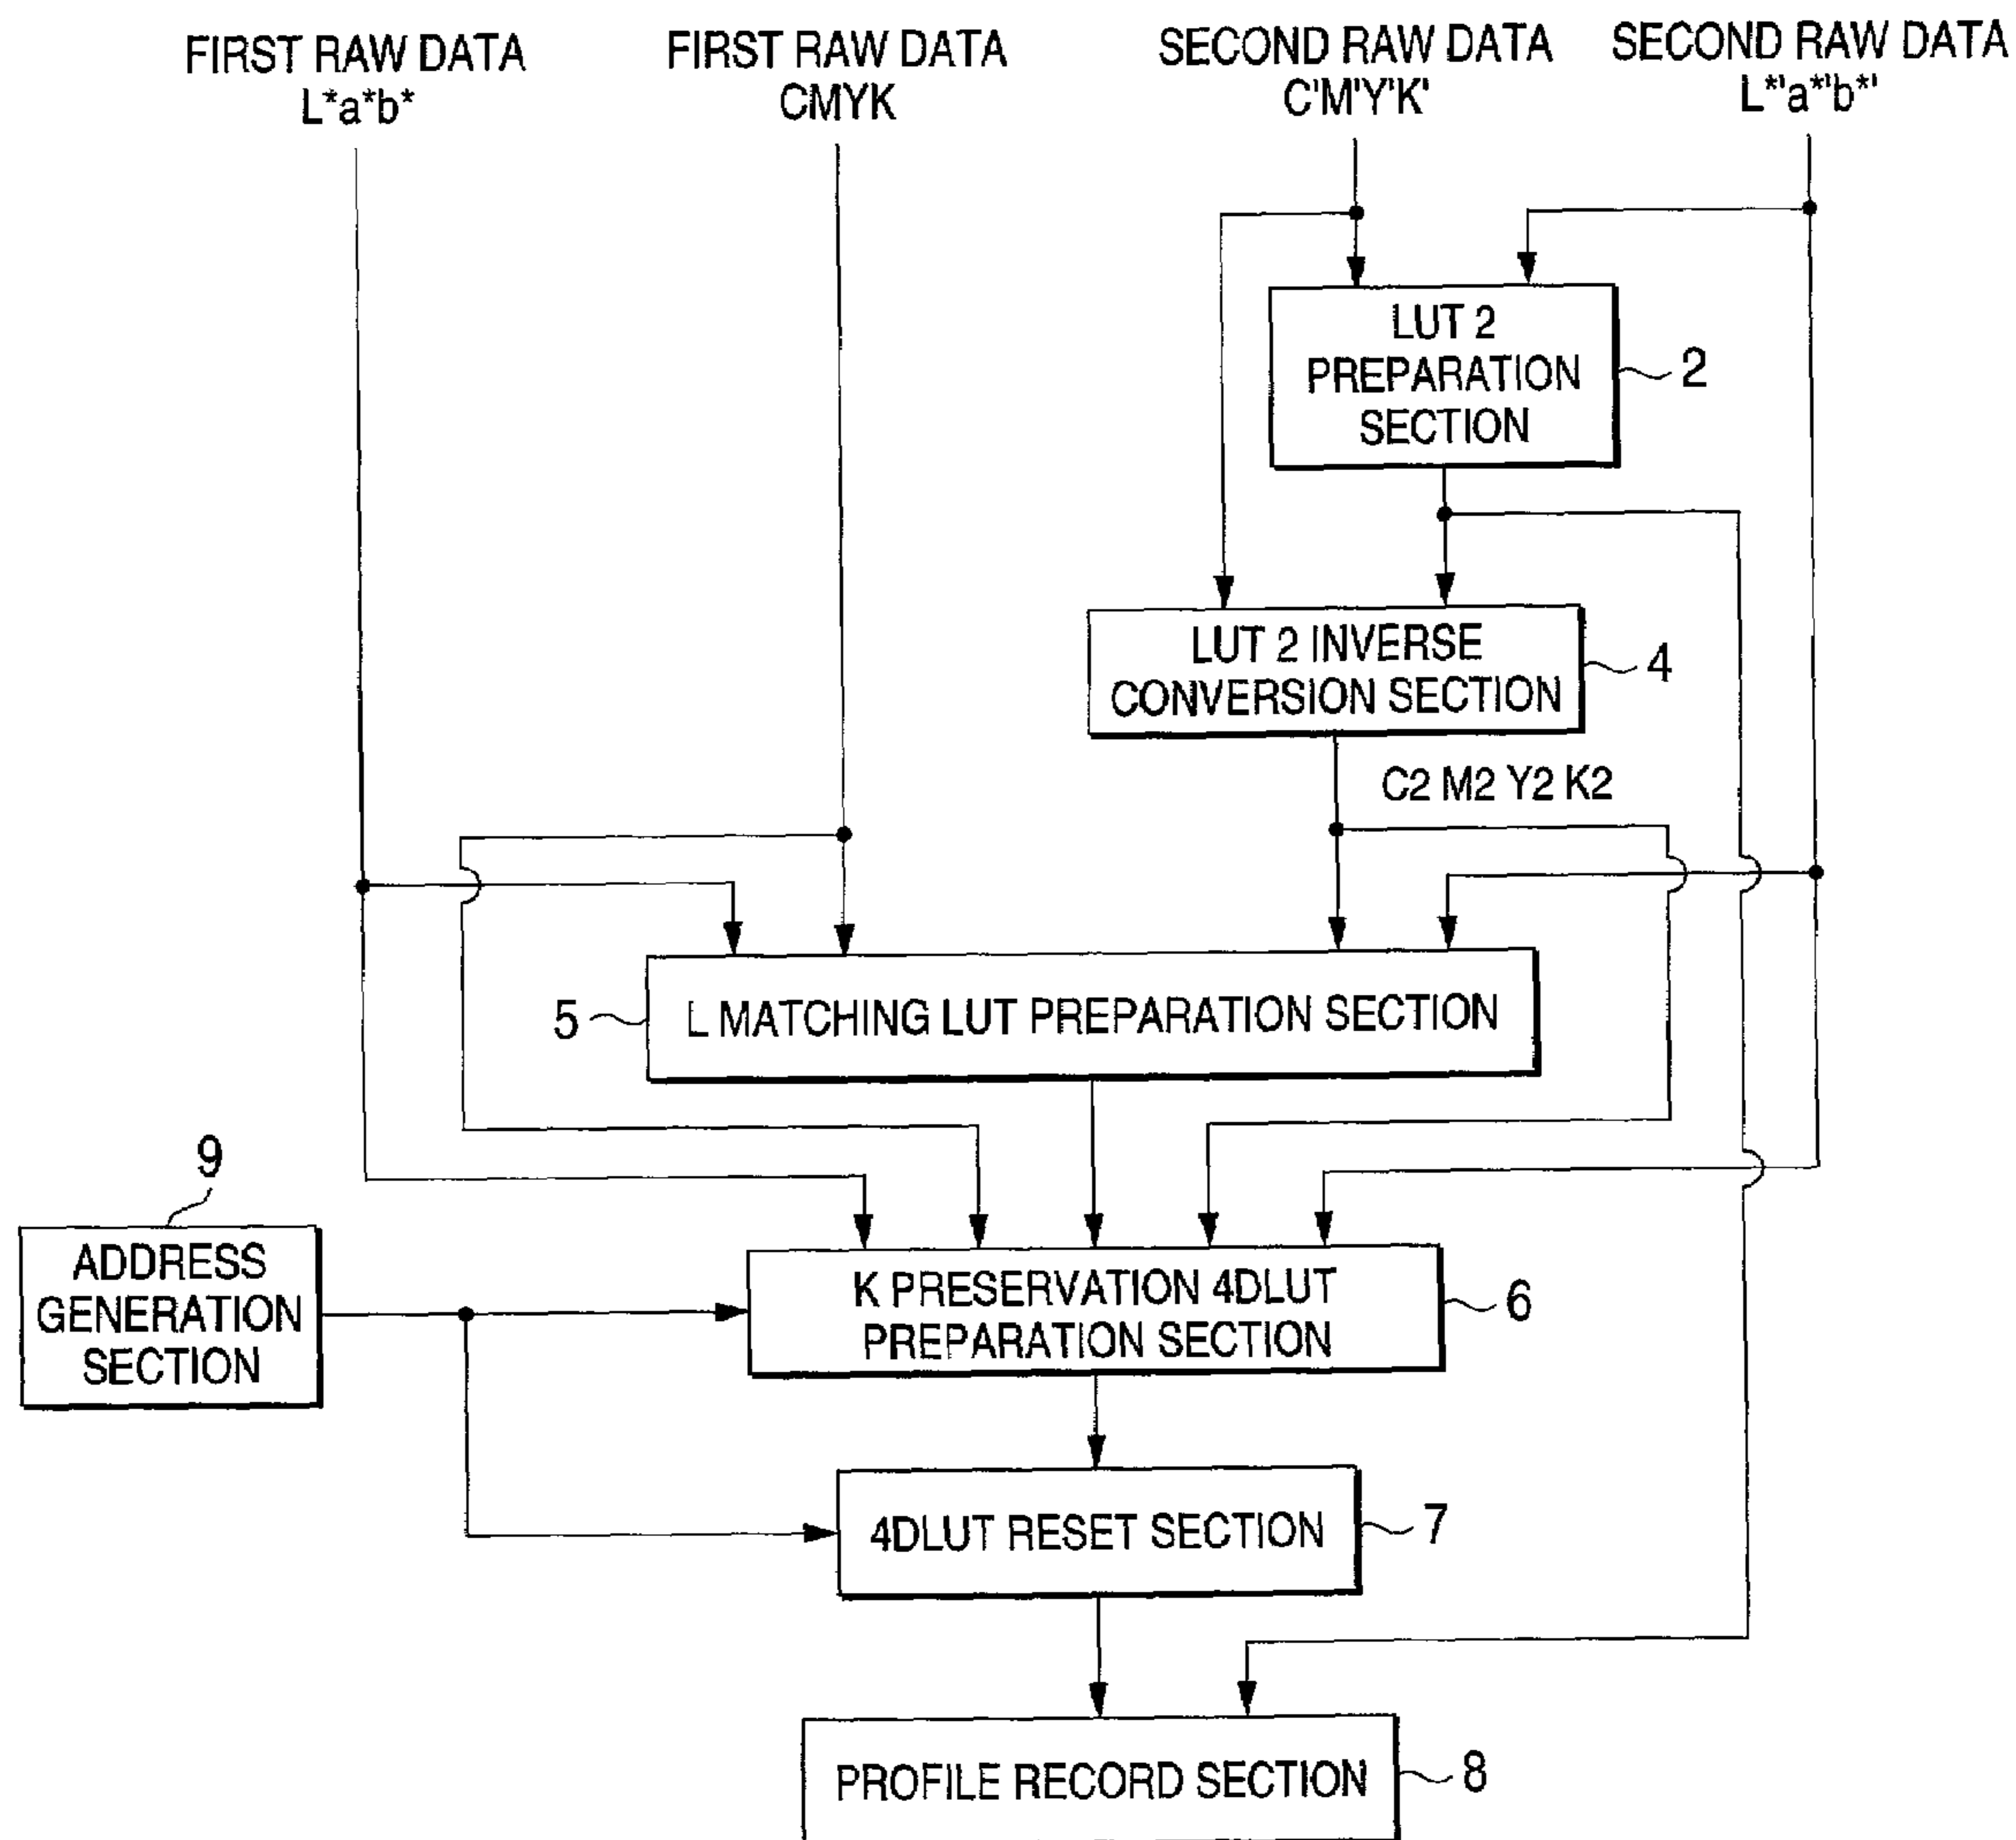 FIRST RAW DATA
L*a*b*
FIRST RAW DATA
CMYK
SECOND RAW DATA
C'M'Y'K'
SECOND RAW DATA
L*'a*'b*'
LUT 2
PREPARATION
SECTION
2
LUT 2 INVERSE
CONVERSION SECTION
4
C2 M2 Y2 K2
5
L MATCHING LUT PREPARATION SECTION
9
ADDRESS
GENERATION
SECTION
K PRESERVATION 4DLUT
PREPARATION SECTION
6
4DLUT RESET SECTION
7
PROFILE RECORD SECTION
8